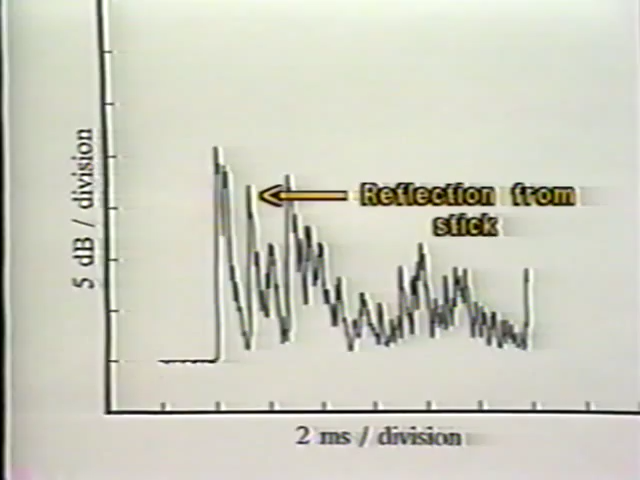 5 dB / division
Reflection from
stick
2 ms / division